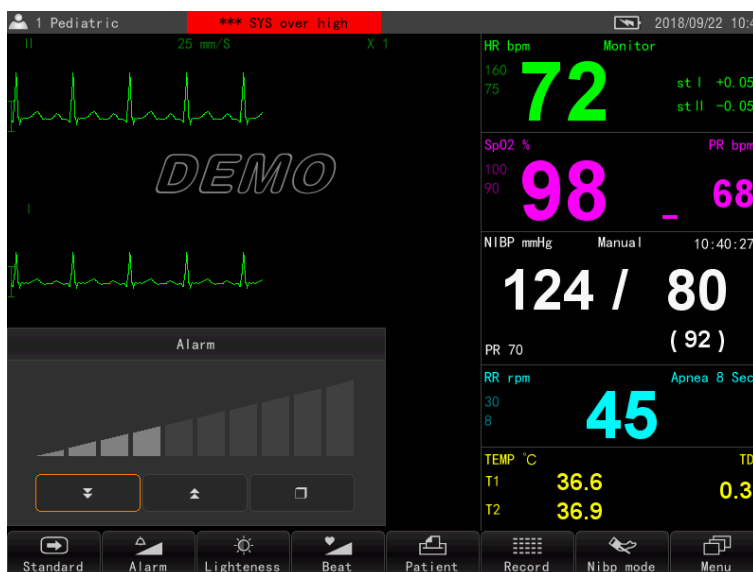 1 Pediatric *** SYS over high 2018/09/22 10:4
II 25 mm/S X 1
HR bpm Monitor
160
75
72
st I +0.05
st II -0.05
DEMO
SpO2 % PR bpm
100
90
98
68
I
NIBP mmHg Manual 10:40:27
124 / 80
(92)
PR 70
Alarm
RR rpm Apnea 8 Sec
30
8
45
TEMP °C TD
T1 36.6
0.3
T2 36.9
Standard Alarm Lighteness Beat Patient Record Nibp mode Menu